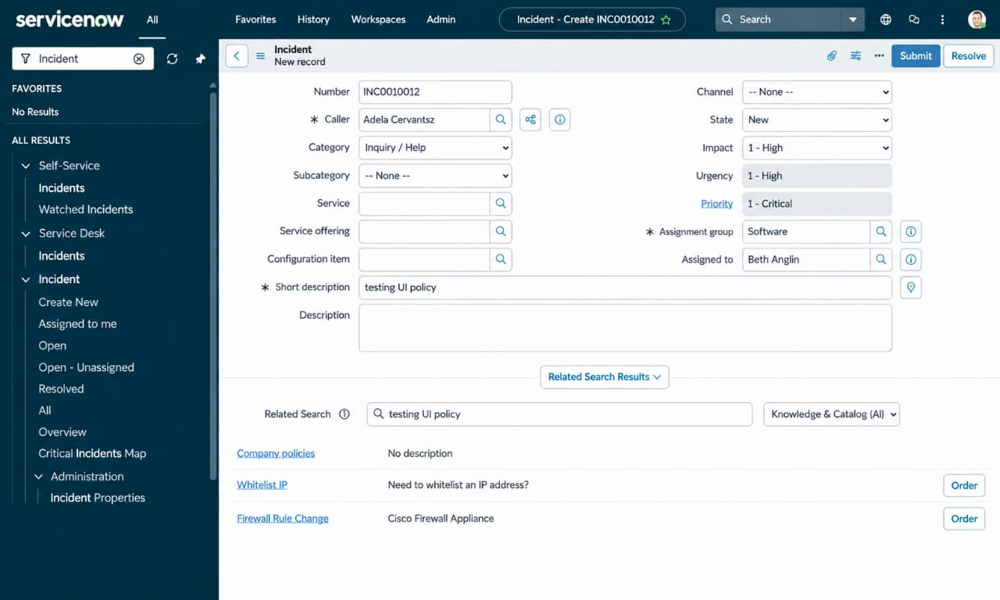 servicenow
All
Favorites
History
Workspaces
Admin
Incident - Create INC0010012
Search
Incident
FAVORITES
No Results
ALL RESULTS
Self-Service
Incidents
Watched Incidents
Service Desk
Incidents
Incident
Create New
Assigned to me
Open
Open - Unassigned
Resolved
All
Overview
Critical Incidents Map
Administration
Incident Properties
Incident
New record
Submit
Resolve
Number INC0010012
* Caller Adela Cervantsz
Category Inquiry / Help
Subcategory -- None --
Service
Service offering
Configuration item
Channel -- None --
State New
Impact 1 - High
Urgency 1 - High
Priority 1 - Critical
* Assignment group Software
Assigned to Beth Anglin
* Short description testing UI policy
Description
Related Search Results
Related Search testing UI policy Knowledge & Catalog (AI)
Company policies No description
Whitelist IP Need to whitelist an IP address? Order
Firewall Rule Change Cisco Firewall Appliance Order